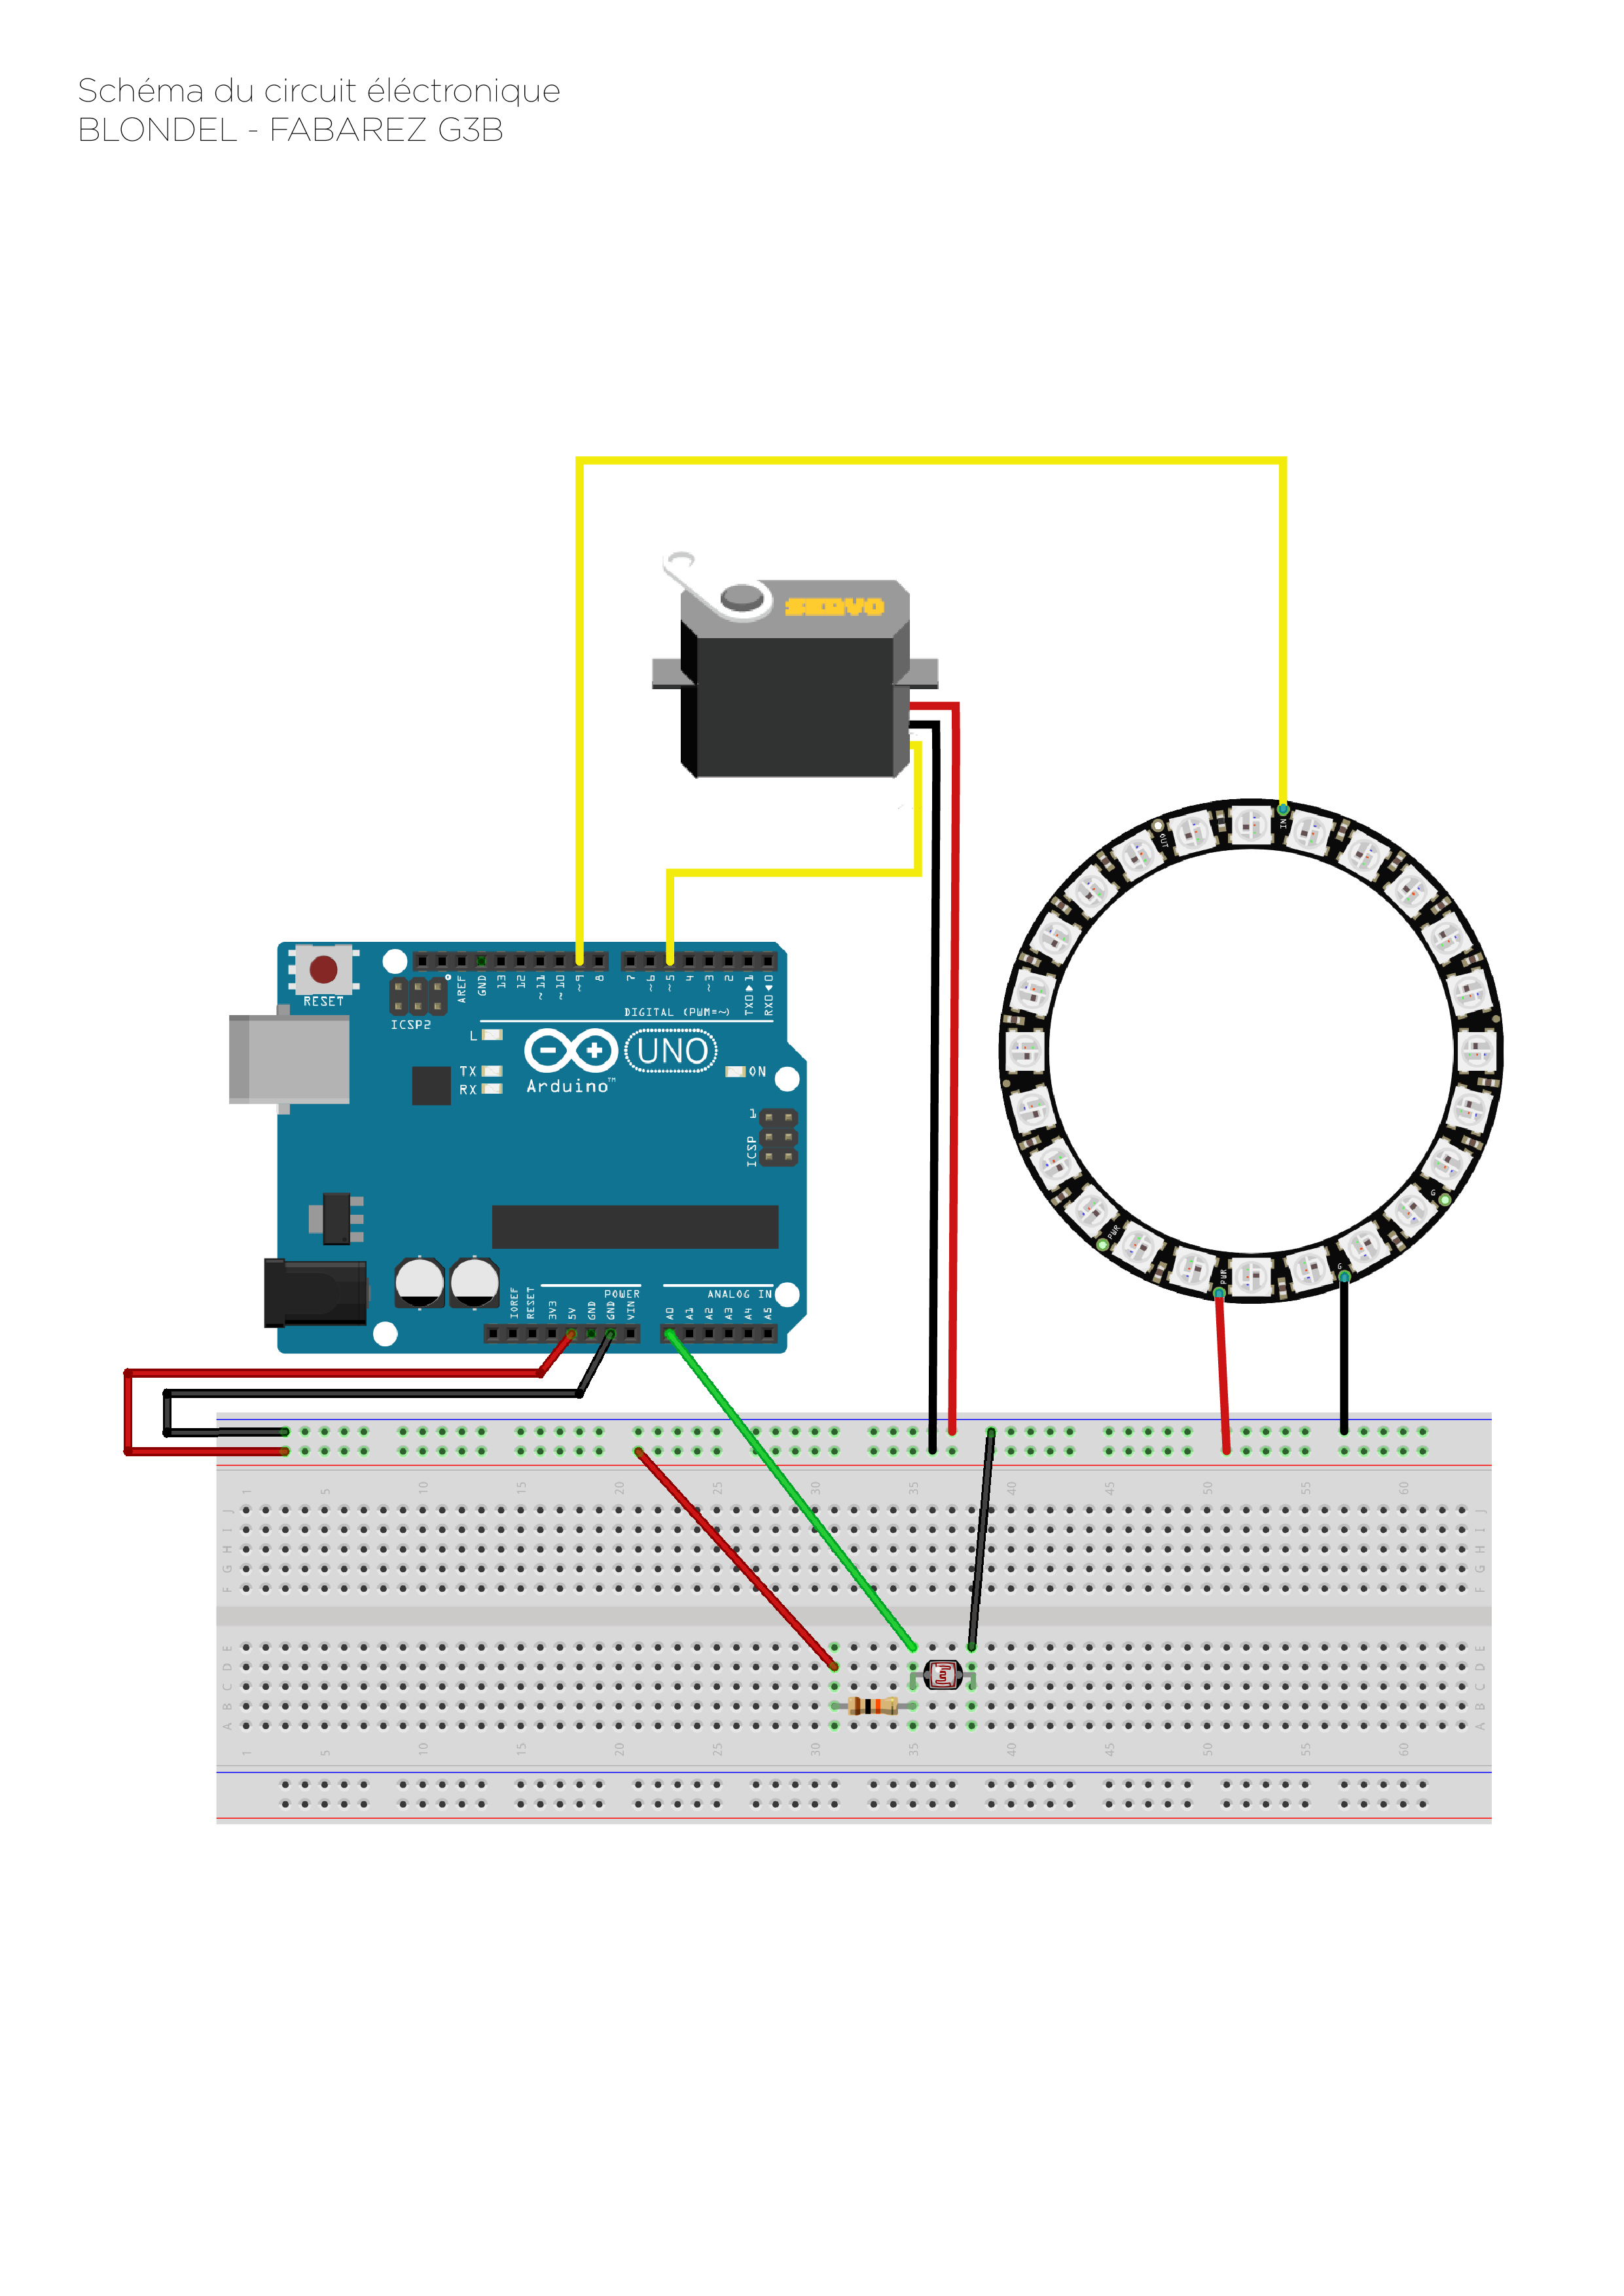 Schéma du circuit éléctronique
BLONDEL - FABAREZ G3B
SERVO
IN
OUT
RESET
ICSP2
AREF
GND
13
12
~11
~10
~9
8
7
~6
~5
4
~3
2
TX0▶1
RX0◀0
DIGITAL (PWM=~)
L
TX
RX
Arduino™
UNO
ON
1
ICSP
G
PWR
PWR
G
IOREF
RESET
3V3
5V
GND
GND
VIN
POWER
A0
A1
A2
A3
A4
A5
ANALOG IN
1 5 10 15 20 25 30 35 40 45 50 55 60
J J
I I
H H
G G
F F
E E
D D
C C
B B
A A
1 5 10 15 20 25 30 35 40 45 50 55 60